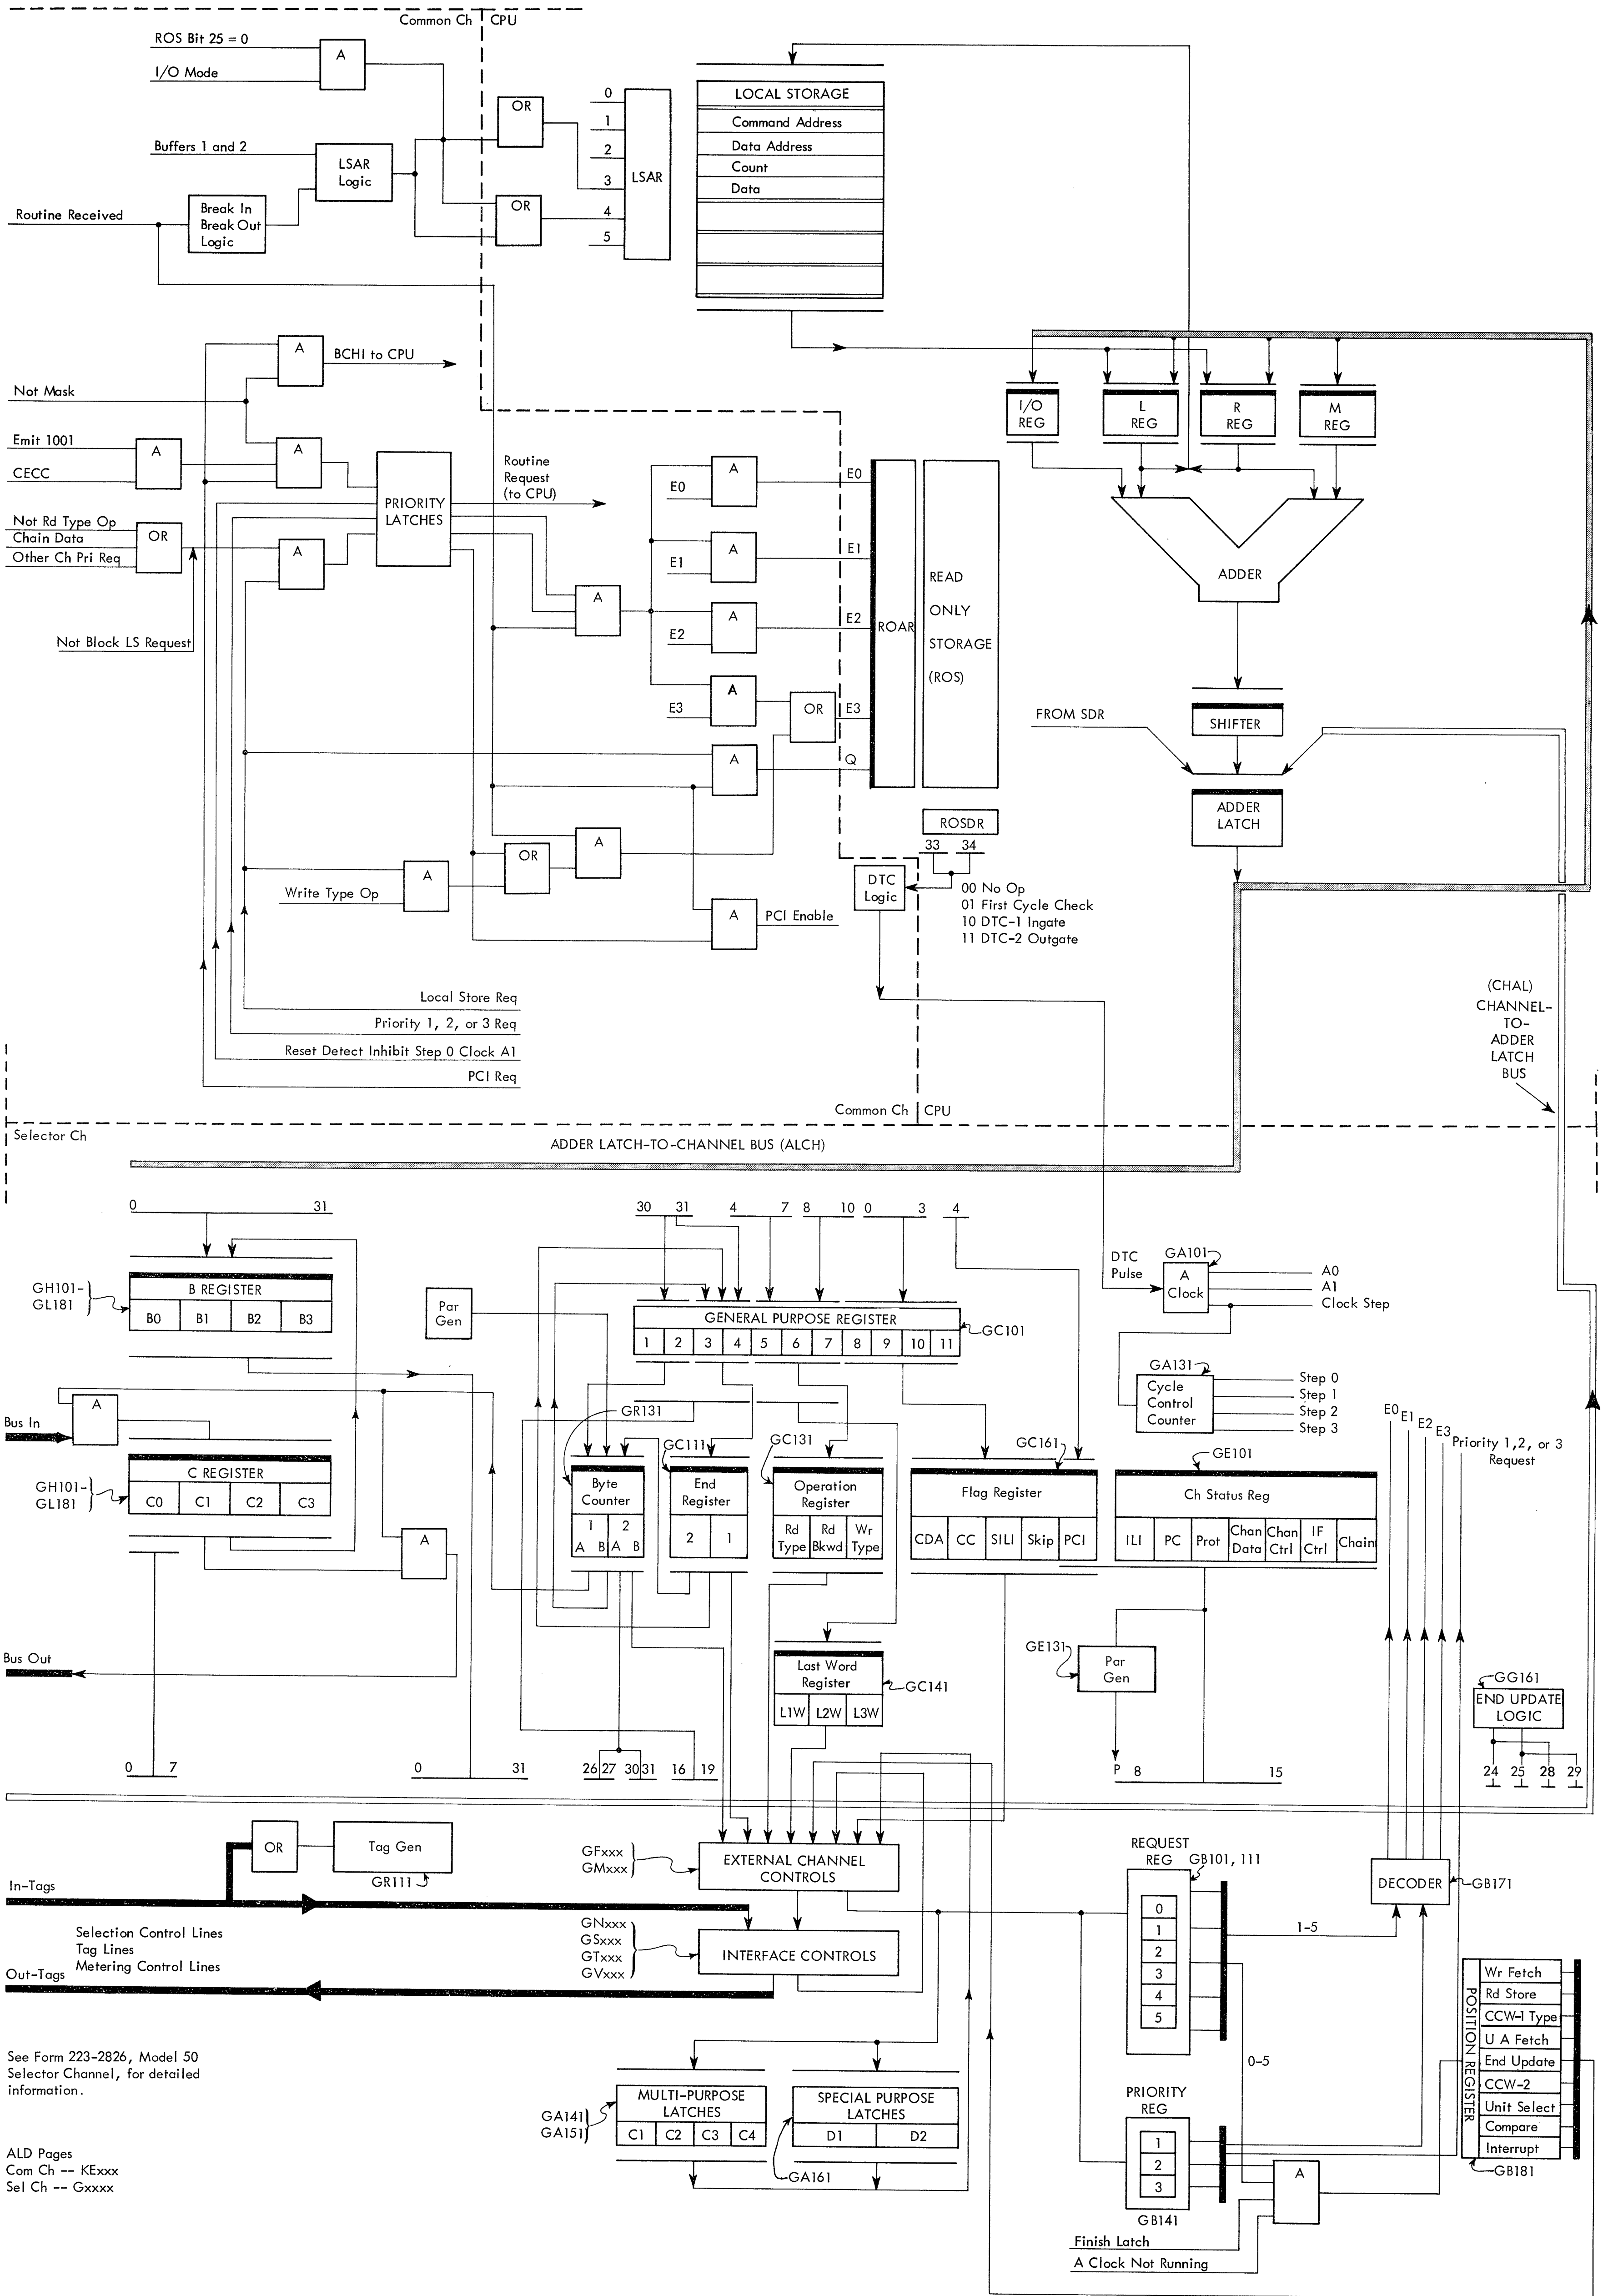 Common Ch
CPU
ROS Bit 25 = 0
I/O Mode
A
Buffers 1 and 2
LSAR
Logic
Routine Received
Break In
Break Out
Logic
OR
OR
0
1
2
3
4
5
LSAR
LOCAL STORAGE
Command Address
Data Address
Count
Data
A
BCHI to CPU
Not Mask
Emit 1001
CECC
A
A
Not Rd Type Op
Chain Data
Other Ch Pri Req
OR
A
Not Block LS Request
PRIORITY
LATCHES
Routine
Request
(to CPU)
A
E0
A
E1
A
E2
A
E3
A
OR
A
E0
E1
E2
E3
Q
ROAR
READ
ONLY
STORAGE
(ROS)
I/O
REG
L
REG
R
REG
M
REG
ADDER
SHIFTER
FROM SDR
ADDER
LATCH
Write Type Op
A
OR
A
A
PCI Enable
ROSDR
33
34
DTC
Logic
00 No Op
01 First Cycle Check
10 DTC-1 Ingate
11 DTC-2 Outgate
Local Store Req
Priority 1, 2, or 3 Req
Reset Detect Inhibit Step 0 Clock A1
PCI Req
(CHAL)
CHANNEL-
TO-
ADDER
LATCH
BUS
Common Ch
CPU
Selector Ch
ADDER LATCH-TO-CHANNEL BUS (ALCH)
0
31
30
31
4
7
8
10
0
3
4
GH101-
GL181
B REGISTER
B0
B1
B2
B3
Par
Gen
GENERAL PURPOSE REGISTER
1
2
3
4
5
6
7
8
9
10
11
GC101
DTC
Pulse
GA101
A
Clock
A0
A1
Clock Step
GA131
Cycle
Control
Counter
Step 0
Step 1
Step 2
Step 3
Bus In
A
GH101-
GL181
C REGISTER
C0
C1
C2
C3
A
GR131
Byte
Counter
1
2
A
B
A
B
GC111
End
Register
2
1
GC131
Operation
Register
Rd
Type
Rd
Bkwd
Wr
Type
GC161
Flag Register
CDA
CC
SILI
Skip
PCI
GE101
Ch Status Reg
ILI
PC
Prot
Chan
Data
Chan
Ctrl
IF
Ctrl
Chain
E0
E1
E2
E3
Priority 1,2, or 3
Request
Bus Out
Last Word
Register
L1W
L2W
L3W
GC141
GE131
Par
Gen
GG161
END UPDATE
LOGIC
0
7
0
31
26
27
30
31
16
19
P
8
15
24
25
28
29
OR
Tag Gen
GR111
In-Tags
Selection Control Lines
Tag Lines
Metering Control Lines
Out-Tags
GFxxx
GMxxx
EXTERNAL CHANNEL
CONTROLS
GNxxx
GSxxx
GTxxx
GVxxx
INTERFACE CONTROLS
REQUEST
REG
GB101, 111
0
1
2
3
4
5
1-5
DECODER
GB171
0-5
POSITION REGISTER
Wr Fetch
Rd Store
CCW-1 Type
U A Fetch
End Update
CCW-2
Unit Select
Compare
Interrupt
GB181
See Form 223-2826, Model 50
Selector Channel, for detailed
information.
GA141
GA151
MULTI-PURPOSE
LATCHES
C1
C2
C3
C4
SPECIAL PURPOSE
LATCHES
D1
D2
GA161
PRIORITY
REG
1
2
3
GB141
A
Finish Latch
A Clock Not Running
ALD Pages
Com Ch -- KExxx
Sel Ch -- Gxxxx